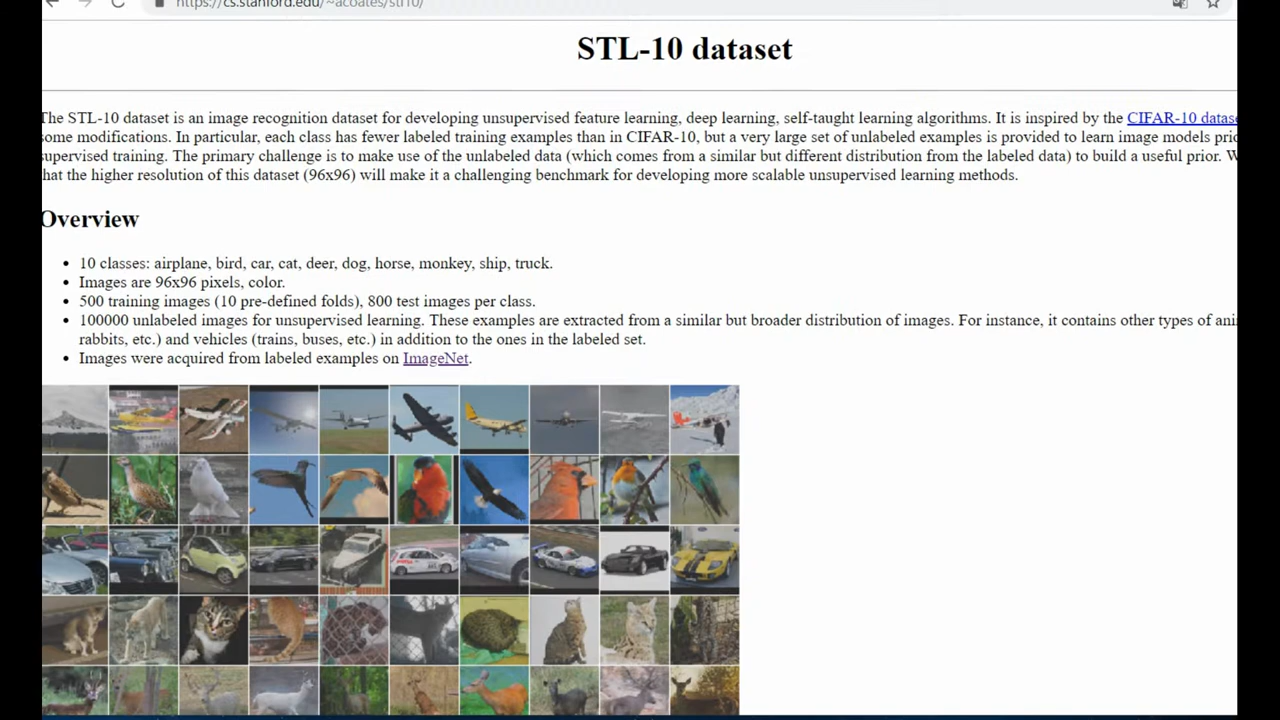 https://cs.stanford.edu/~acoates/stl10/
STL-10 dataset
The STL-10 dataset is an image recognition dataset for developing unsupervised feature learning, deep learning, self-taught learning algorithms. It is inspired by the CIFAR-10 datase
some modifications. In particular, each class has fewer labeled training examples than in CIFAR-10, but a very large set of unlabeled examples is provided to learn image models prio
supervised training. The primary challenge is to make use of the unlabeled data (which comes from a similar but different distribution from the labeled data) to build a useful prior. W
hat the higher resolution of this dataset (96x96) will make it a challenging benchmark for developing more scalable unsupervised learning methods.
Overview
• 10 classes: airplane, bird, car, cat, deer, dog, horse, monkey, ship, truck.
• Images are 96x96 pixels, color.
• 500 training images (10 pre-defined folds), 800 test images per class.
• 100000 unlabeled images for unsupervised learning. These examples are extracted from a similar but broader distribution of images. For instance, it contains other types of ani
rabbits, etc.) and vehicles (trains, buses, etc.) in addition to the ones in the labeled set.
• Images were acquired from labeled examples on ImageNet.